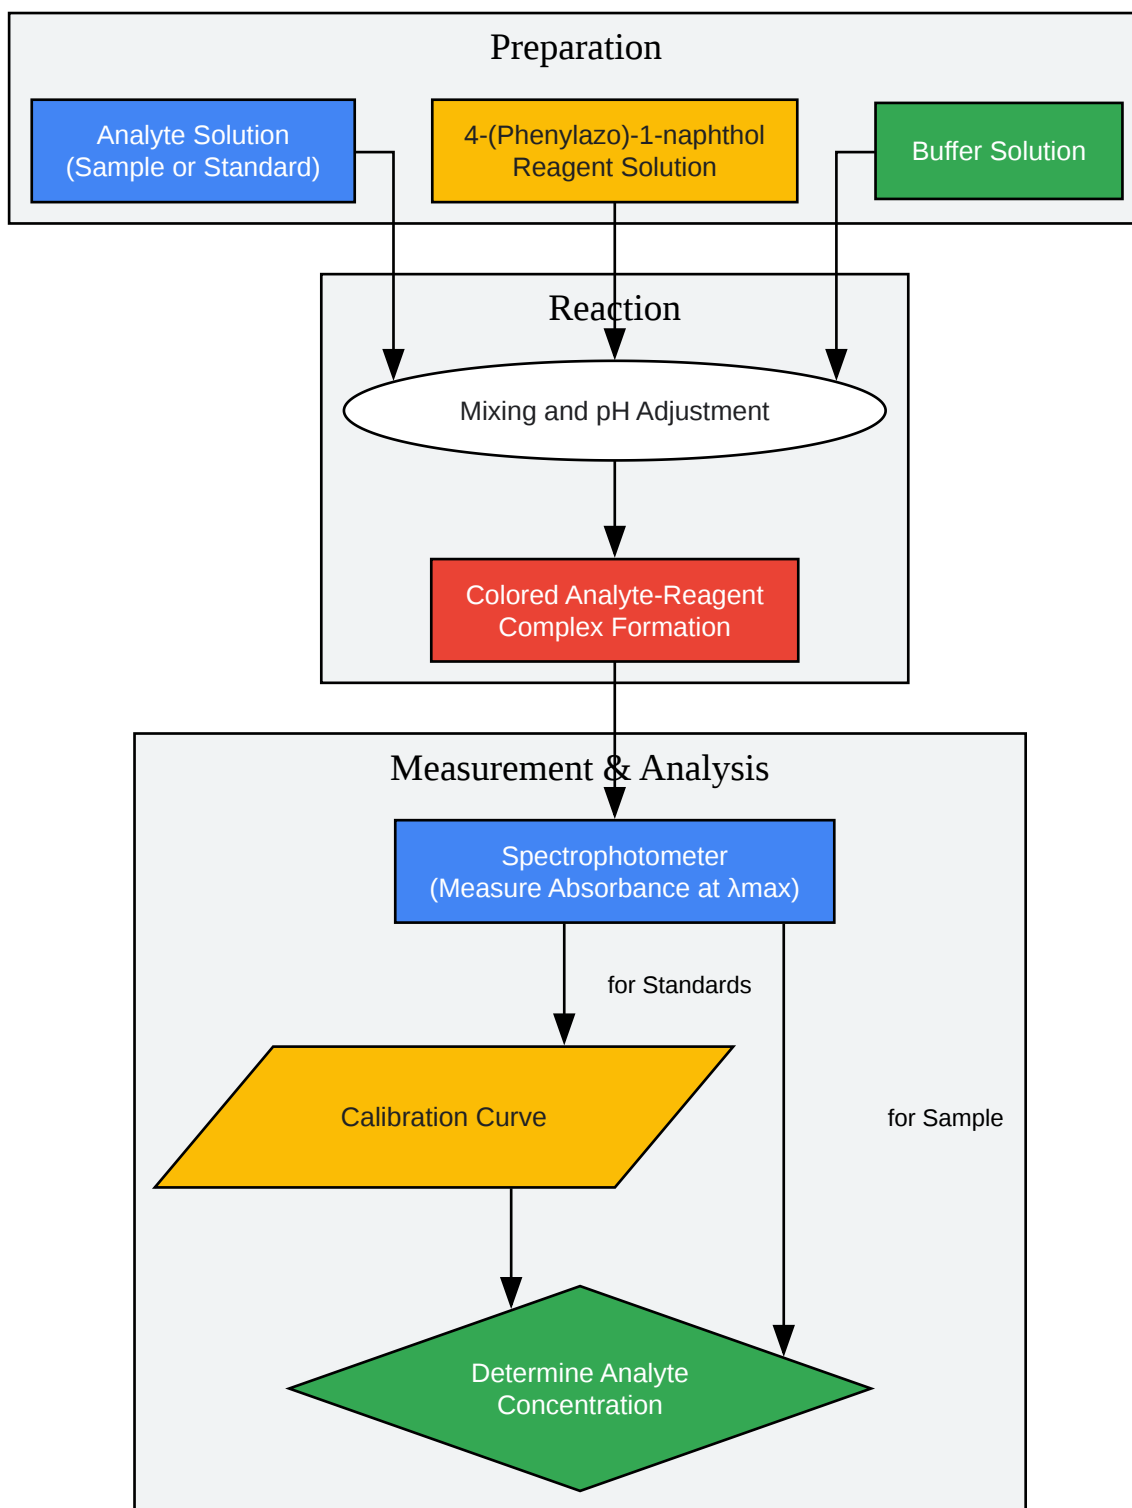 Preparation
Analyte Solution
(Sample or Standard)
4-(Phenylazo)-1-naphthol
Reagent Solution
Buffer Solution
Reaction
Mixing and pH Adjustment
Colored Analyte-Reagent
Complex Formation
Measurement & Analysis
Spectrophotometer
(Measure Absorbance at λmax)
for Standards
Calibration Curve
for Sample
Determine Analyte
Concentration